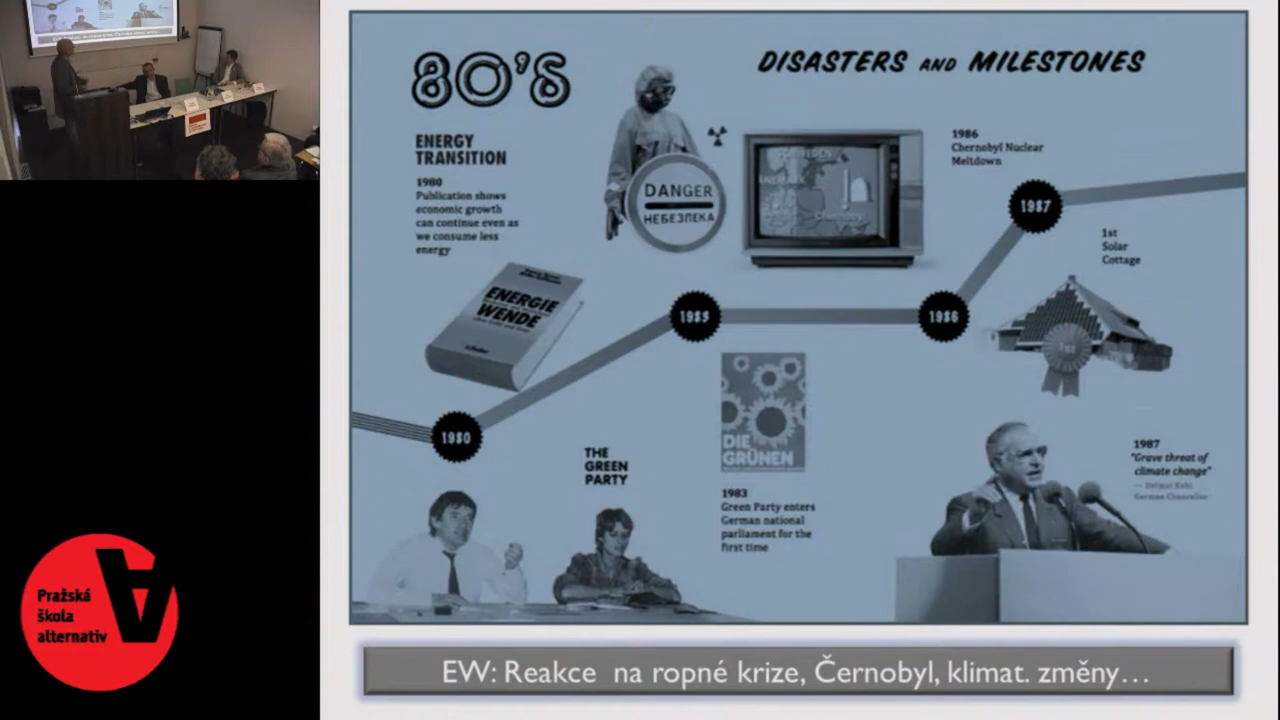 80'S
DISASTERS AND MILESTONES
ENERGY
TRANSITION
1980
Publication shows
economic growth
can continue even as
we consume less
energy
ENERGIE
WENDE
DANGER
НЕБЕЗПЕКА
1986
Chernobyl Nuclear
Meltdown
1987
1st
Solar
Cottage
1983
1986
1980
THE
GREEN
PARTY
DIE
GRÜNEN
1983
Green Party enters
German national
parliament for the
first time
1987
"Grave threat of
climate change"
— Helmut Kohl
German Chancellor
Pražská
škola
alternativ
EW: Reakce na ropné krize, Černobyl, klimat. změny...